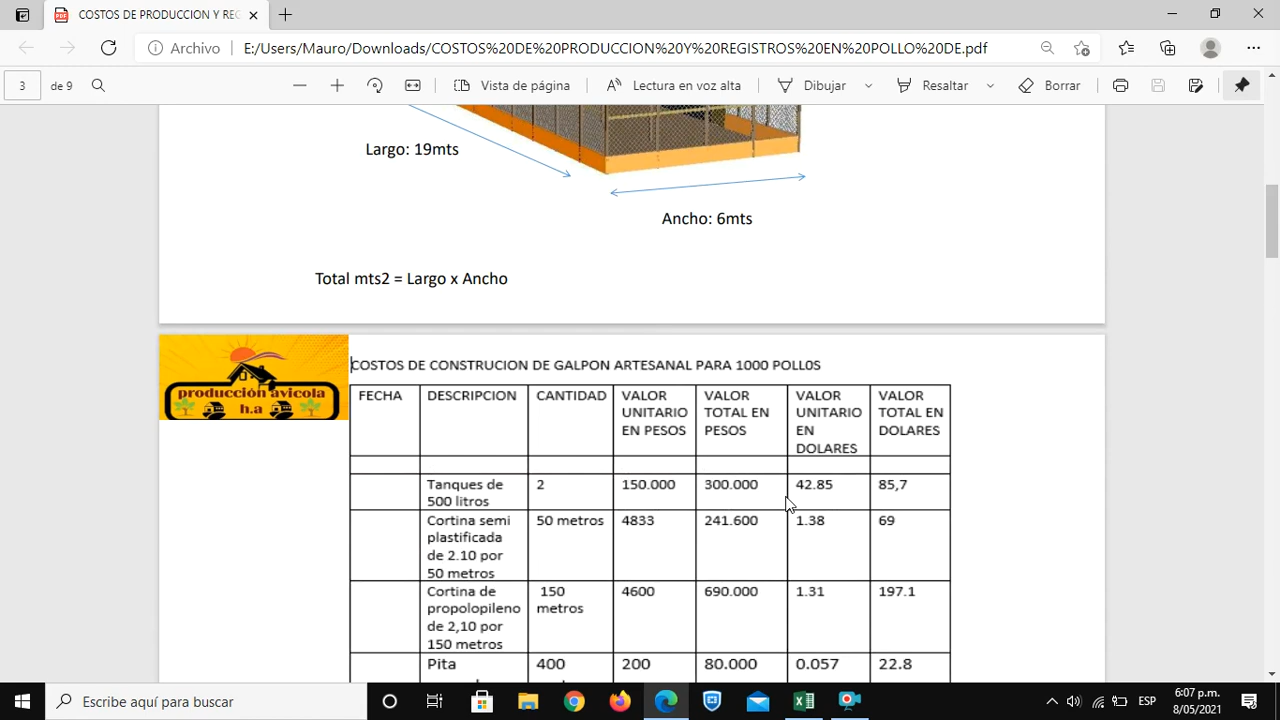 COSTOS DE PRODUCCION Y REG
Archivo
E:/Users/Mauro/Downloads/COSTOS%20DE%20PRODUCCION%20Y%20REGISTROS%20EN%20POLLO%20DE.pdf
3 de 9
Vista de página
Lectura en voz alta
Dibujar
Resaltar
Borrar
Largo: 19mts
Ancho: 6mts
Total mts2 = Largo x Ancho
producción avicola
h.a
COSTOS DE CONSTRUCION DE GALPON ARTESANAL PARA 1000 POLL0S
FECHA DESCRIPCION CANTIDAD VALOR UNITARIO EN PESOS VALOR TOTAL EN PESOS VALOR UNITARIO EN DOLARES VALOR TOTAL EN DOLARES
Tanques de 500 litros 2 150.000 300.000 42.85 85,7
Cortina semi plastificada de 2.10 por 50 metros 50 metros 4833 241.600 1.38 69
Cortina de propolopileno de 2,10 por 150 metros 150 metros 4600 690.000 1.31 197.1
Pita 400 200 80.000 0.057 22.8
Escribe aquí para buscar
ESP
6:07 p.m.
8/05/2021